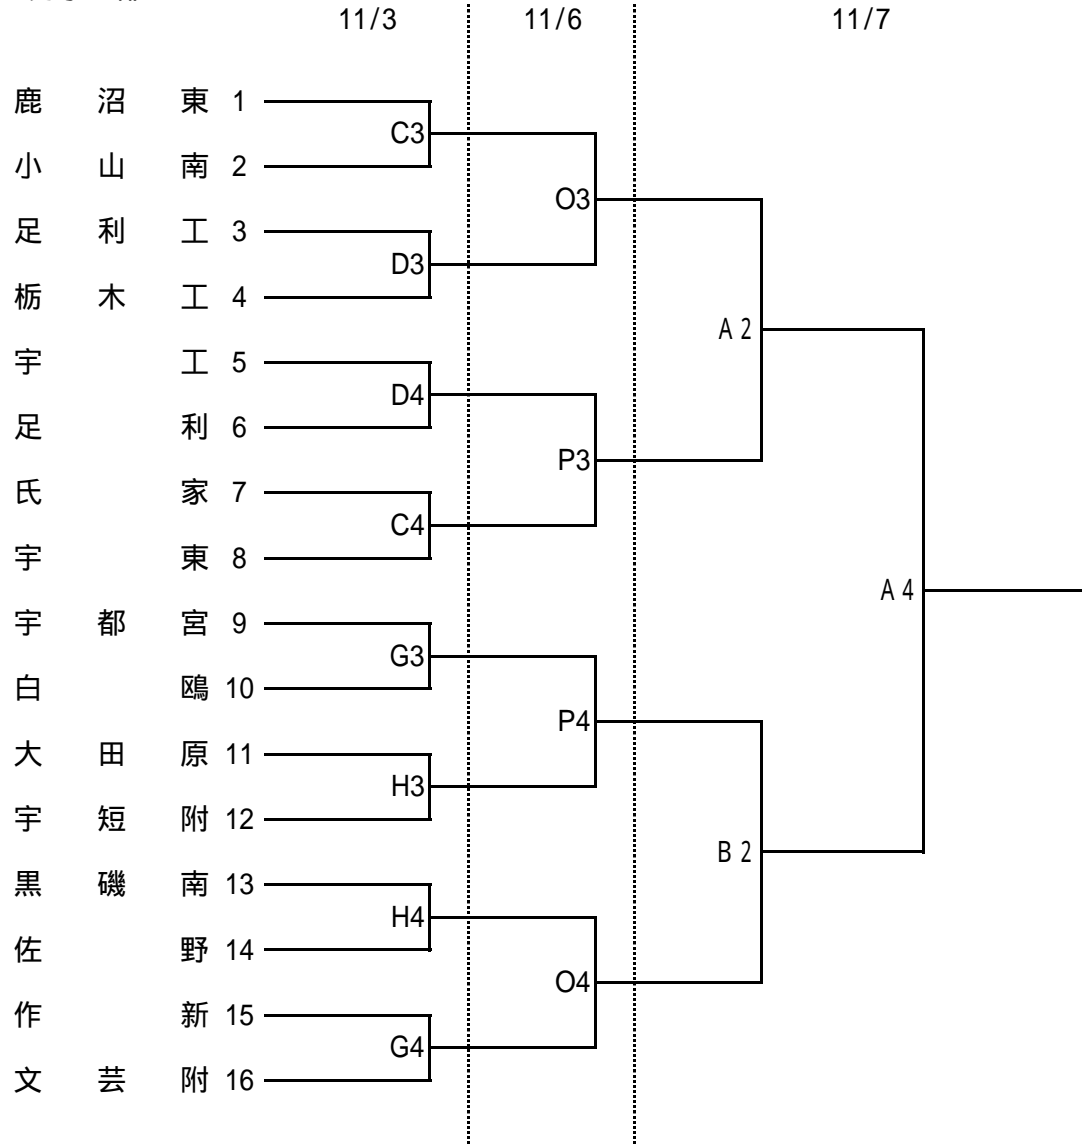 11/3 11/6 11/7
鹿沼東 1
C3
小山南 2
O3
足利工 3
D3
栃木工 4
A 2
宇工 5
D4
足利 6
P3
氏家 7
C4
宇東 8
A 4
宇都宮 9
G3
白鴎 10
P4
大田原 11
H3
宇短附 12
B 2
黒磯南 13
H4
佐野 14
O4
作新 15
G4
文芸附 16